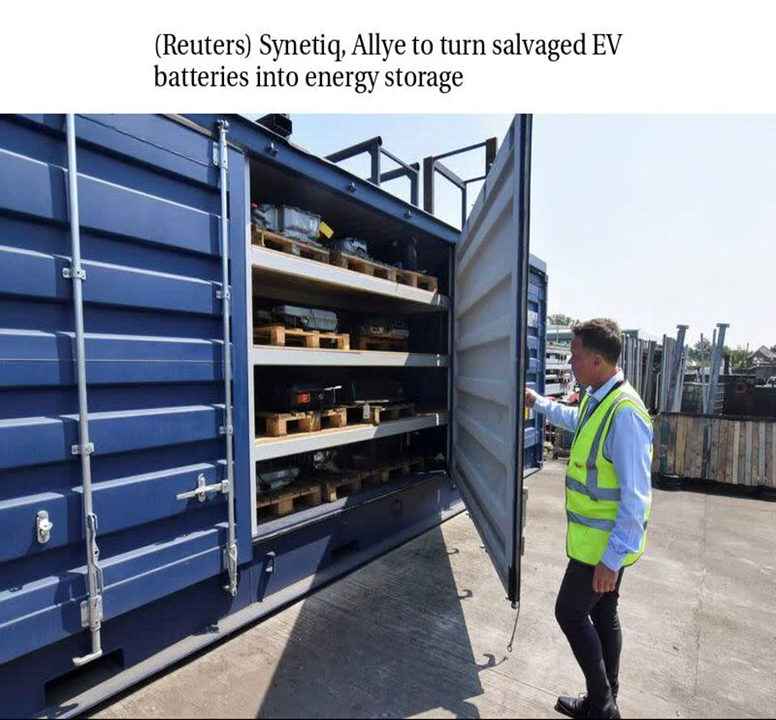 (Reuters) Synetiq, Allye to turn salvaged EV
batteries into energy storage